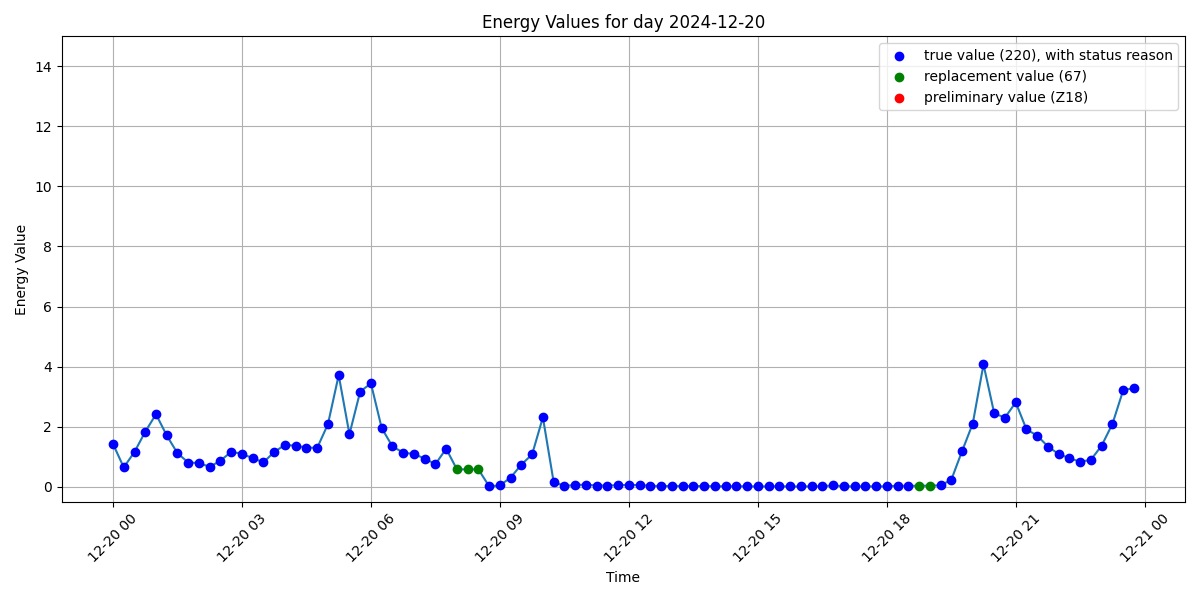 Energy Values for day 2024-12-20
true value (220), with status reason
replacement value (67)
preliminary value (Z18)
Energy Value
14
12
10
8
6
4
2
0
12-20 00
12-20 03
12-20 06
12-20 09
12-20 12
12-20 15
12-20 18
12-20 21
12-21 00
Time